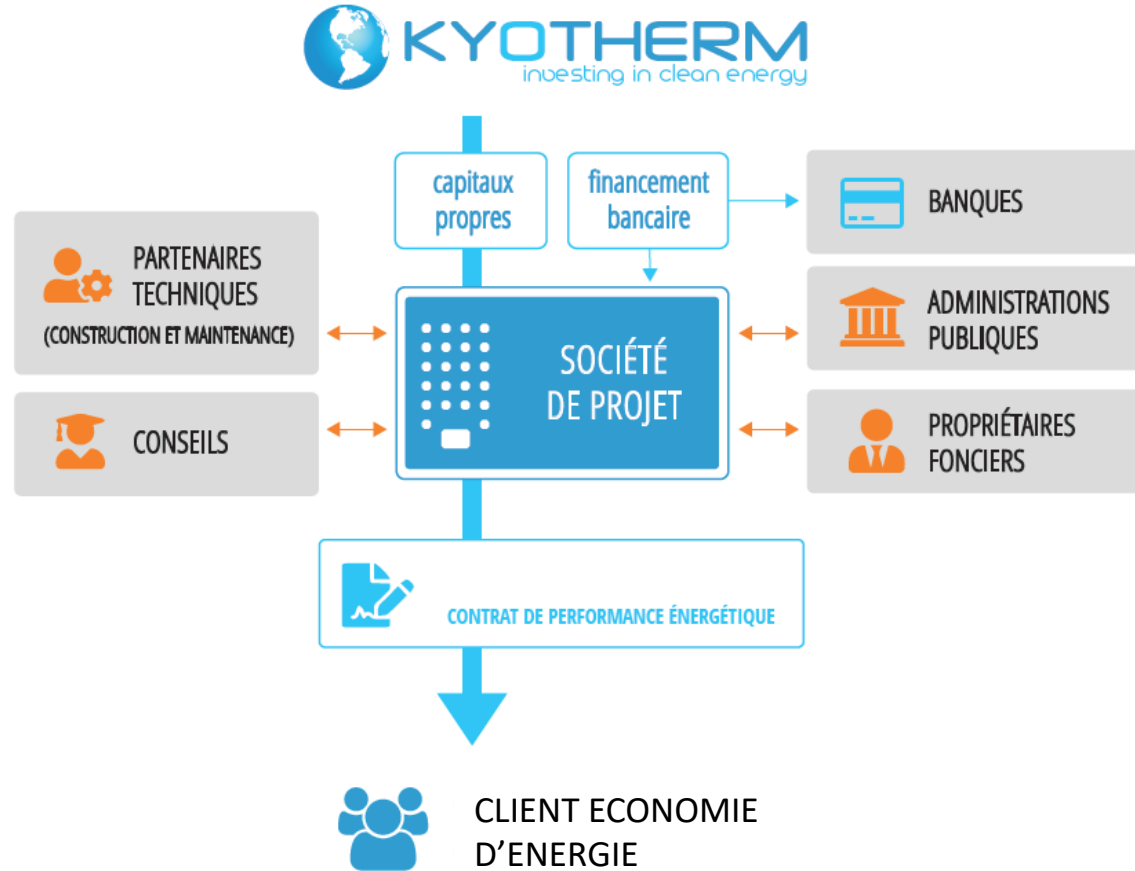 KYOTHERM
investing in clean energy
capitaux
propres
financement
bancaire
BANQUES
PARTENAIRES
TECHNIQUES
(CONSTRUCTION ET MAINTENANCE)
ADMINISTRATIONS
PUBLIQUES
SOCIÉTÉ
DE PROJET
CONSEILS
PROPRIÉTAIRES
FONCIERS
CONTRAT DE PERFORMANCE ÉNERGÉTIQUE
CLIENT ECONOMIE
D’ENERGIE